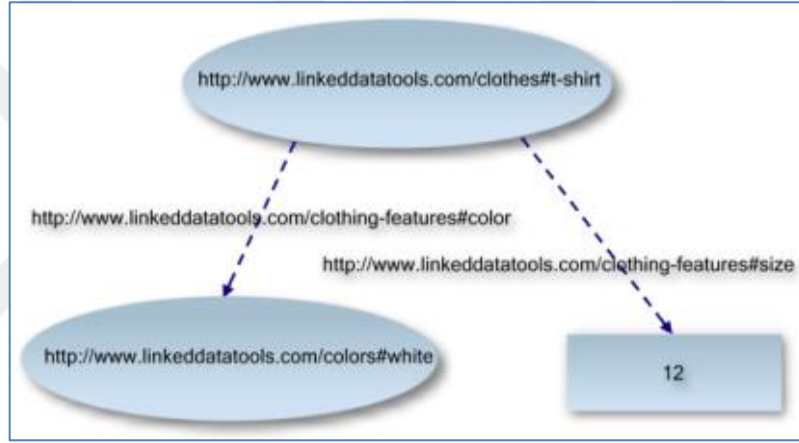 http://www.linkeddatatools.com/clothes#t-shirt
http://www.linkeddatatools.com/clothing-features#color
http://www.linkeddatatools.com/clothing-features#size
http://www.linkeddatatools.com/colors#white
12